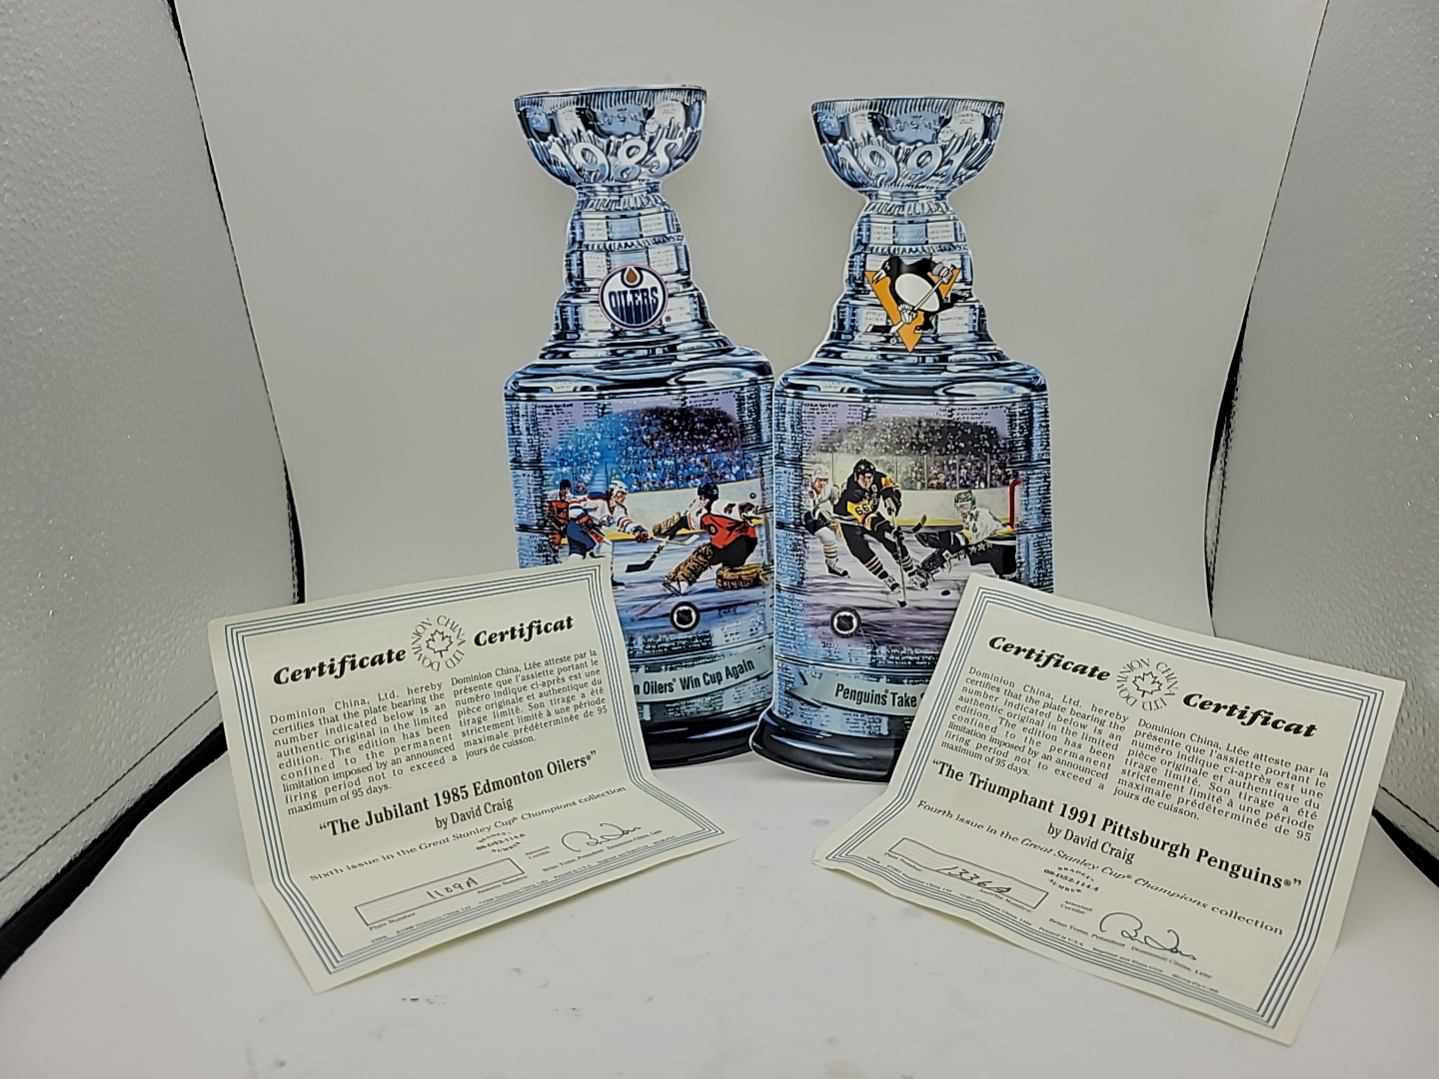 1985
1991
OILERS
66
n Oilers' Win Cup Again
Penguins Take
Certificate
DOMINION CHINA LTD
Certificat
Dominion China, Ltd. hereby
certifies that the plate bearing the
number indicated below is an
authentic original in the limited
edition. The edition has been
confined to the permanent
limitation imposed by an announced
firing period not to exceed a
maximum of 95 days.
Dominion China, Ltée atteste par la
présente que l'assiette portant le
numéro indique ci-après est une
pièce originale et authentique du
tirage limité. Son tirage a été
strictement limité à une période
maximale prédéterminée de 95
jours de cuisson.
"The Jubilant 1985 Edmonton Oilers®"
by David Craig
Sixth issue in the Great Stanley Cup® Champions collection
1109A
Plate Number
Certificate
DOMINION CHINA LTD
Certificat
Dominion China, Ltd. hereby
certifies that the plate bearing the
number indicated below is an
authentic original in the limited
edition. The edition has been
confined to the permanent
limitation imposed by an announced
firing period not to exceed a
maximum of 95 days.
Dominion China, Ltée atteste par la
présente que l'assiette portant le
numéro indique ci-après est une
pièce originale et authentique du
tirage limité. Son tirage a été
strictement limité à une période
maximale prédéterminée de 95
jours de cuisson.
"The Triumphant 1991 Pittsburgh Penguins®"
by David Craig
Fourth issue in the Great Stanley Cup® Champions collection
Plate Number
1336A